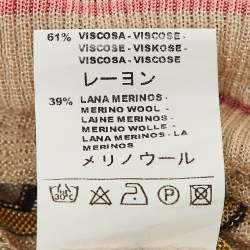 61% VISCOSA - VISCOSE -
VISCOSE - VISKOSE -
VISCOSA - VISCOSE
レーヨン
39% LANA MERINOS -
MERINO WOOL -
LAINE MERINOS -
MERINO WOLLE -
LANA MERINOS - LA
MERINOS
メリノウール
30°C
P